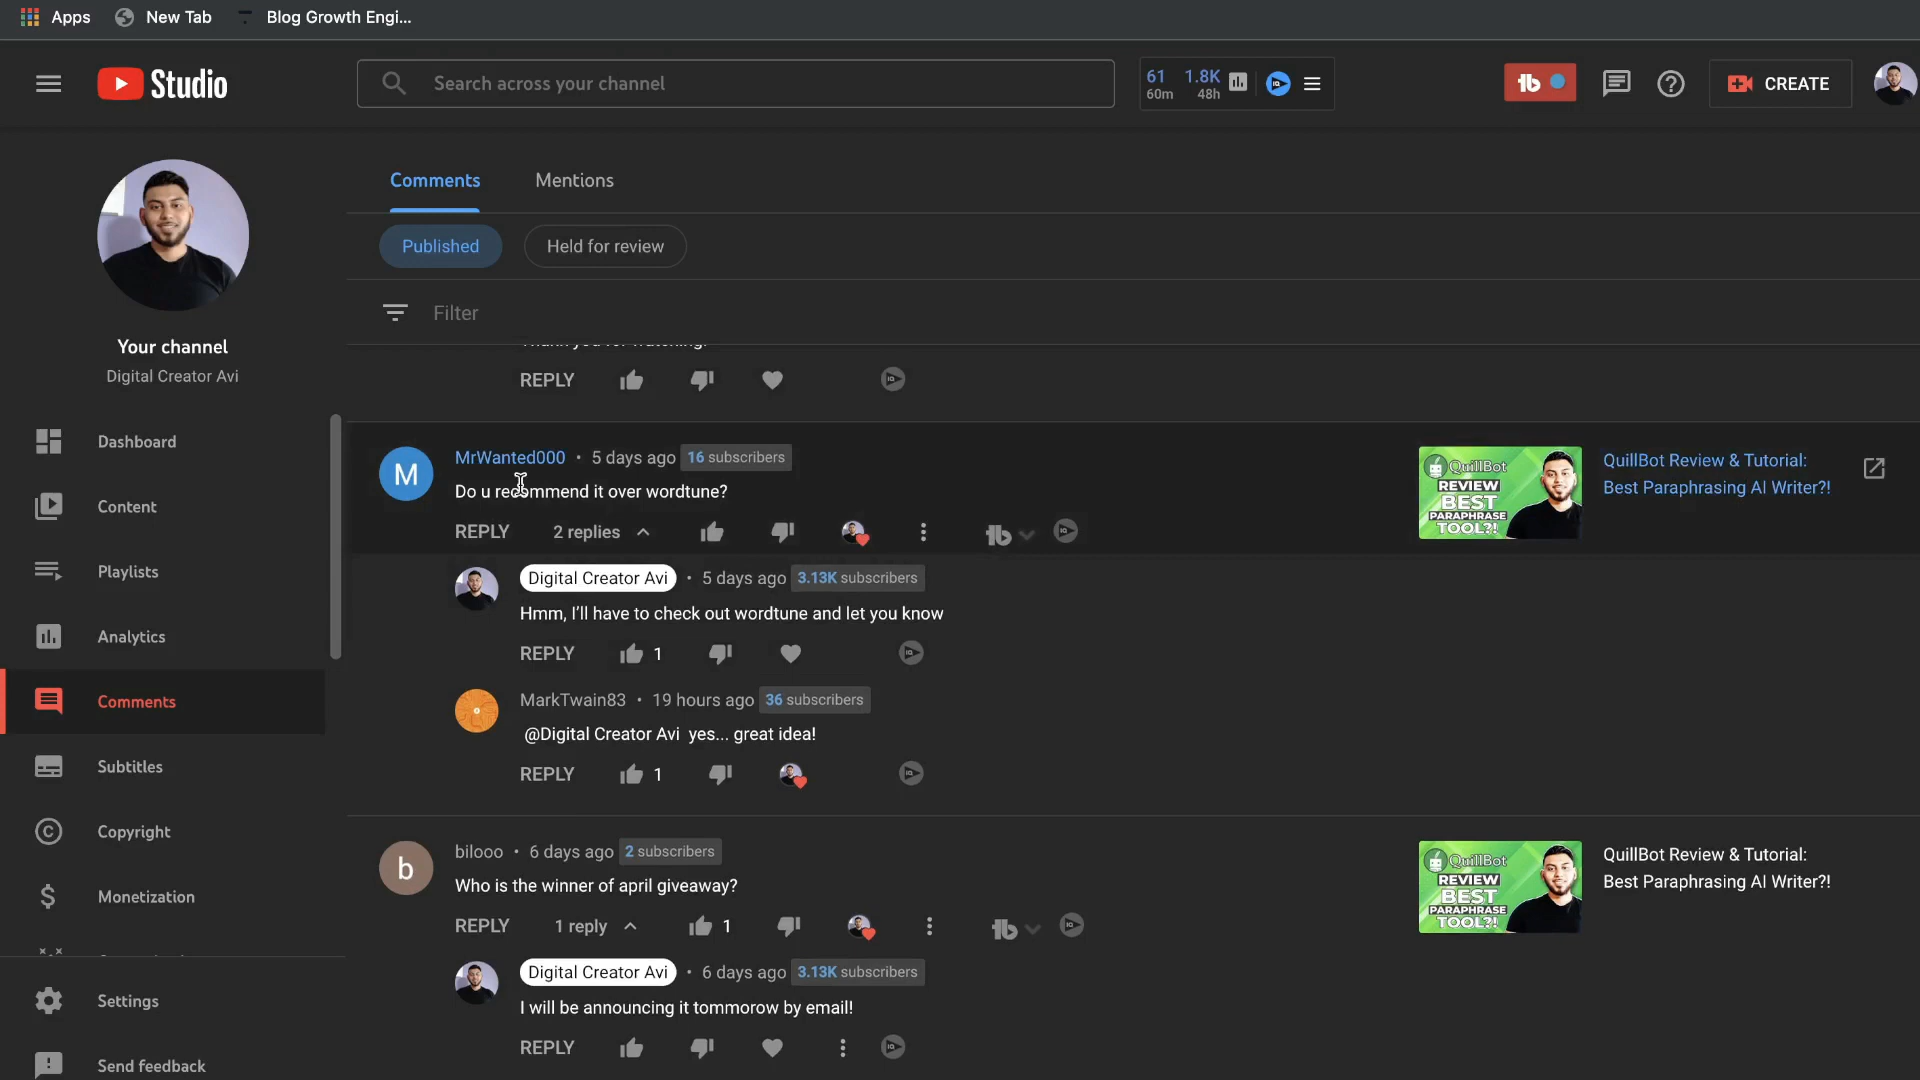 Apps New Tab Blog Growth Engi...
Studio
Search across your channel
61 60m 1.8K 48h
CREATE
Comments Mentions
Published Held for review
Filter
Your channel
Digital Creator Avi
Dashboard
Content
Playlists
Analytics
Comments
Subtitles
Copyright
Monetization
Settings
Send feedback
REPLY
M
MrWanted000 • 5 days ago 16 subscribers
Do u recommend it over wordtune?
REPLY 2 replies
Digital Creator Avi • 5 days ago 3.13K subscribers
Hmm, I'll have to check out wordtune and let you know
REPLY 1
MarkTwain83 • 19 hours ago 36 subscribers
@Digital Creator Avi yes... great idea!
REPLY 1
QuillBot
REVIEW
BEST
PARAPHRASE
TOOL?!
QuillBot Review & Tutorial:
Best Paraphrasing AI Writer?!
b
bilooo • 6 days ago 2 subscribers
Who is the winner of april giveaway?
REPLY 1 reply 1
Digital Creator Avi • 6 days ago 3.13K subscribers
I will be announcing it tommorow by email!
REPLY
QuillBot
REVIEW
BEST
PARAPHRASE
TOOL?!
QuillBot Review & Tutorial:
Best Paraphrasing AI Writer?!